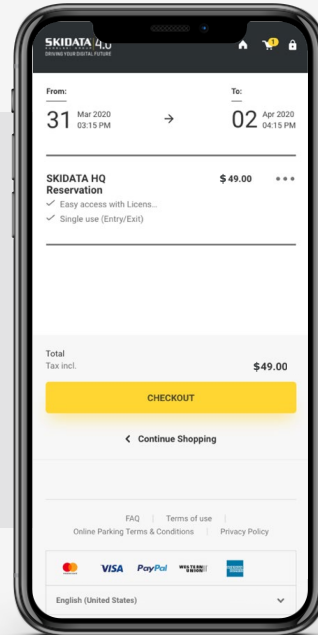 SKIDATA 4.0
DRIVING YOUR DIGITAL FUTURE
1
From:
To:
31 Mar 2020
03:15 PM
→
02 Apr 2020
04:15 PM
SKIDATA HQ
Reservation
$ 49.00
✓ Easy access with Licens..
✓ Single use (Entry/Exit)
Total
Tax incl.
$49.00
CHECKOUT
Continue Shopping
FAQ | Terms of use |
Online Parking Terms & Conditions | Privacy Policy
VISA PayPal WESTERN UNION
English (United States)